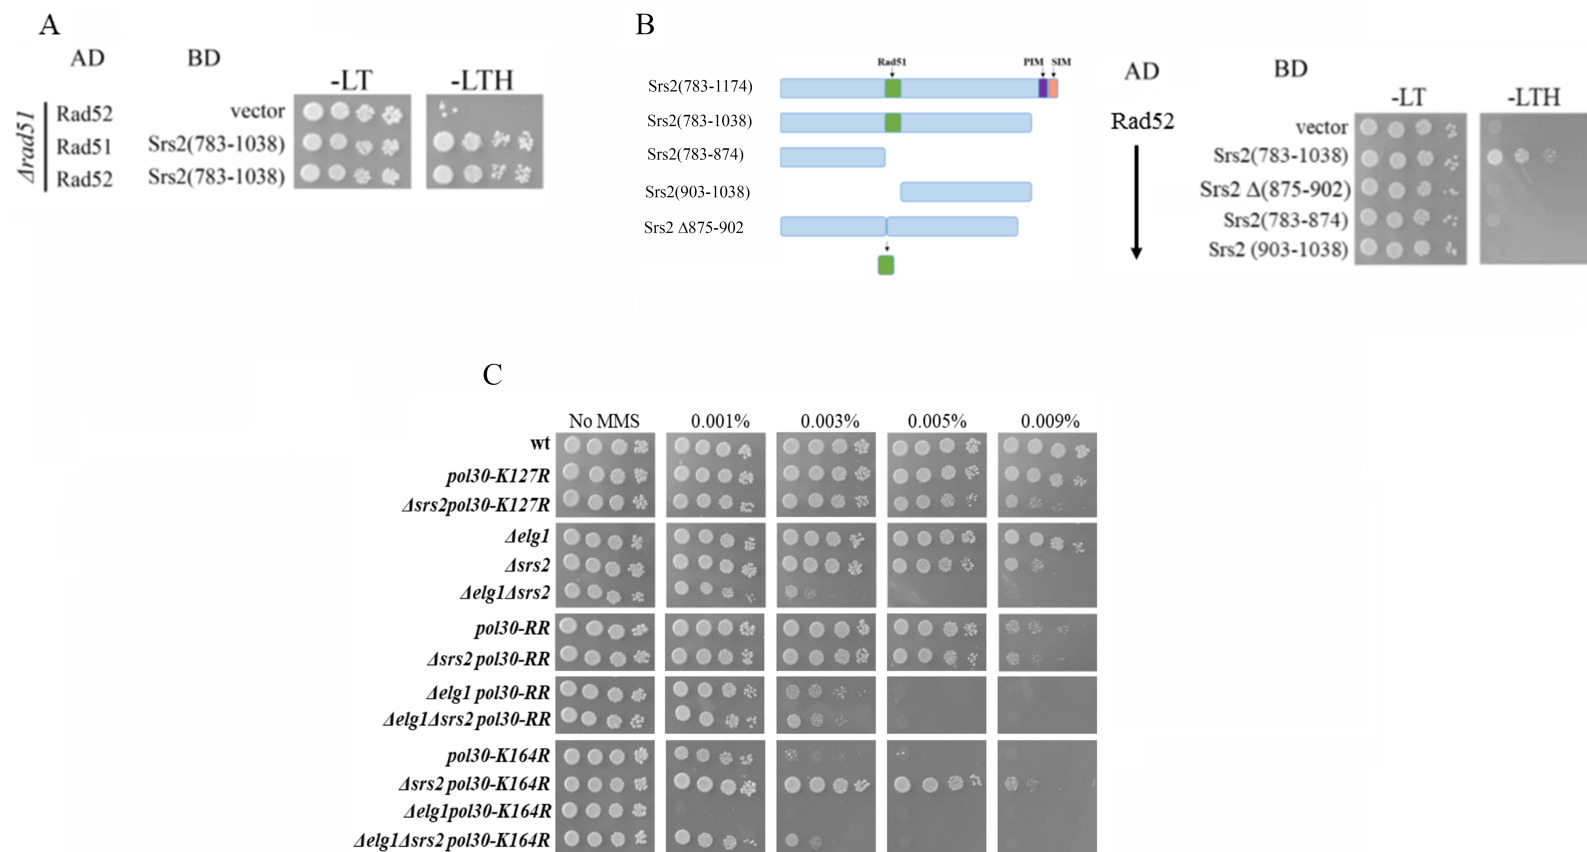 A
AD BD
-LT -LTH
Δrad51
Rad52 vector
Rad51 Srs2(783-1038)
Rad52 Srs2(783-1038)
B
Rad51 PIM SIM
Srs2(783-1174)
Srs2(783-1038)
Srs2(783-874)
Srs2(903-1038)
Srs2 Δ875-902
AD BD
-LT -LTH
Rad52
vector
Srs2(783-1038)
Srs2 Δ(875-902)
Srs2(783-874)
Srs2 (903-1038)
C
No MMS 0.001% 0.003% 0.005% 0.009%
wt
pol30-K127R
Δsrs2pol30-K127R
Δelg1
Δsrs2
Δelg1Δsrs2
pol30-RR
Δsrs2 pol30-RR
Δelg1 pol30-RR
Δelg1Δsrs2 pol30-RR
pol30-K164R
Δsrs2 pol30-K164R
Δelg1pol30-K164R
Δelg1Δsrs2 pol30-K164R